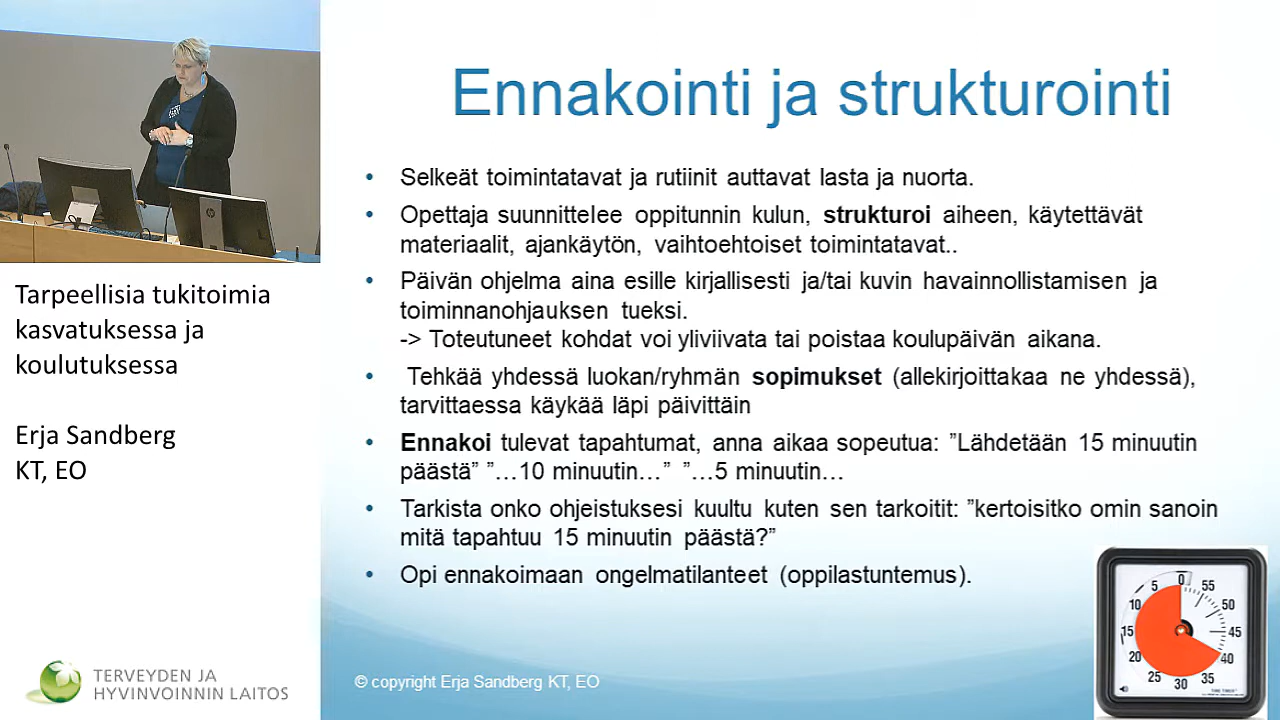 Ennakointi ja strukturointi
• Selkeät toimintatavat ja rutiinit auttavat lasta ja nuorta.
• Opettaja suunnittelee oppitunnin kulun, strukturoi aiheen, käytettävät
materiaalit, ajankäytön, vaihtoehtoiset toimintatavat..
• Päivän ohjelma aina esille kirjallisesti ja/tai kuvin havainnollistamisen ja
toiminnanohjauksen tueksi.
-> Toteutuneet kohdat voi yliviivata tai poistaa koulupäivän aikana.
• Tehkää yhdessä luokan/ryhmän sopimukset (allekirjoittakaa ne yhdessä),
tarvittaessa käykää läpi päivittäin
• Ennakoi tulevat tapahtumat, anna aikaa sopeutua: ”Lähdetään 15 minuutin
päästä” ”…10 minuutin…” ”…5 minuutin…
• Tarkista onko ohjeistuksesi kuultu kuten sen tarkoitit: ”kertoisitko omin sanoin
mitä tapahtuu 15 minuutin päästä?”
• Opi ennakoimaan ongelmatilanteet (oppilastuntemus).
Tarpeellisia tukitoimia
kasvatuksessa ja
koulutuksessa
Erja Sandberg
KT, EO
TERVEYDEN JA
HYVINVOINNIN LAITOS
© copyright Erja Sandberg KT, EO
0 55 50 45 40 35 30 25 20 15 10 5
TIME TIMER
hp